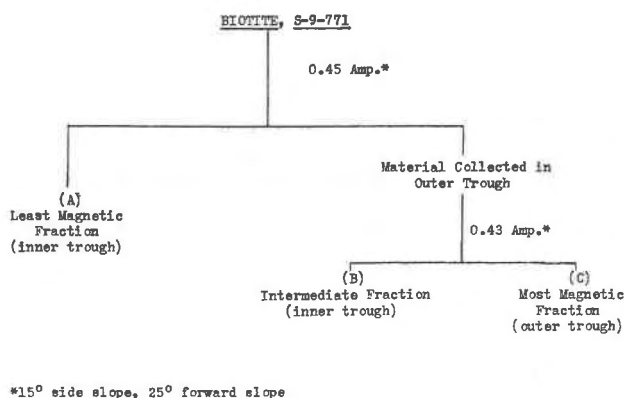 BIOTITE, S-9-771
0.45 Amp.*
Material Collected in
Outer Trough
(A)
Least Magnetic
Fraction
(inner trough)
0.43 Amp.*
(B)
Intermediate Fraction
(inner trough)
(C)
Most Magnetic
Fraction
(outer trough)
*15° side slope, 25° forward slope